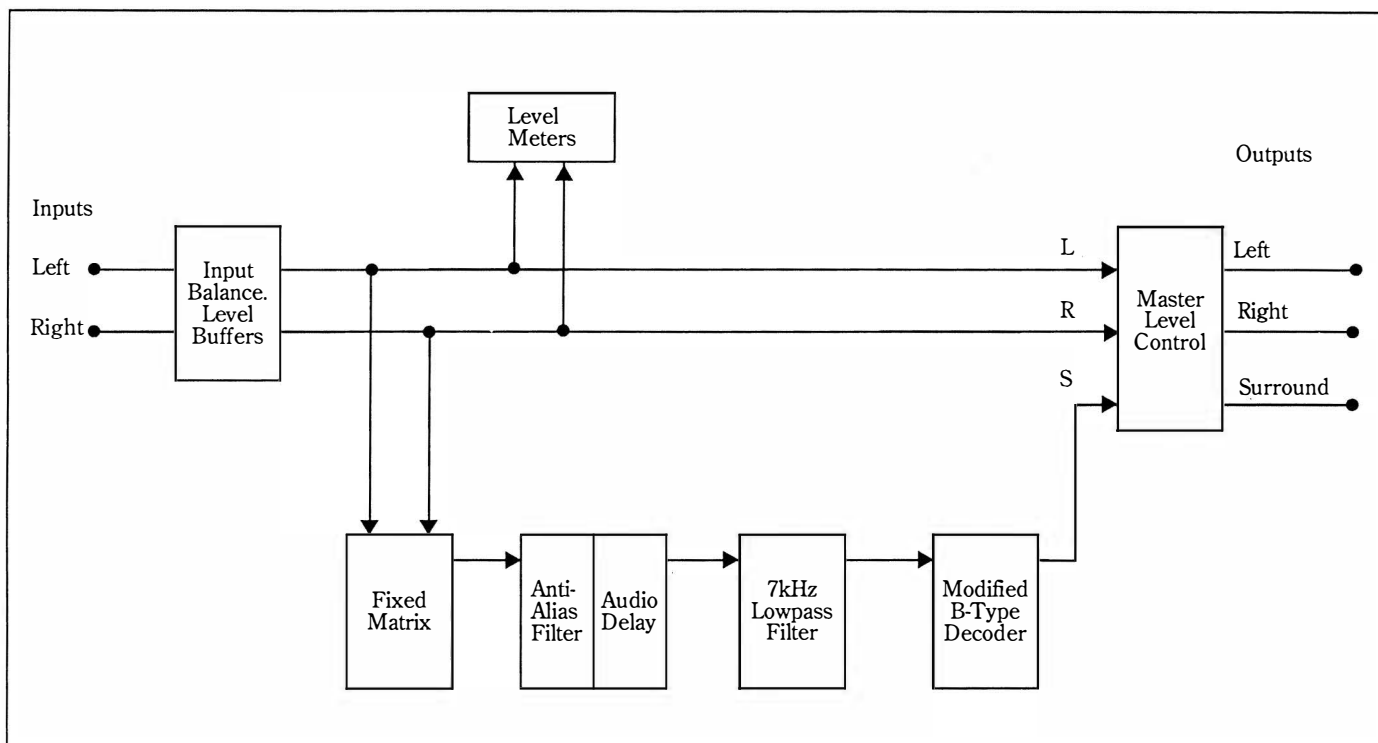 Level
Meters
Outputs
Inputs
Left
Right
Input
Balance.
Level
Buffers
L
R
S
Master
Level
Control
Left
Right
Surround
Fixed
Matrix
Anti-
Alias
Filter
Audio
Delay
7kHz
Lowpass
Filter
Modified
B-Type
Decoder